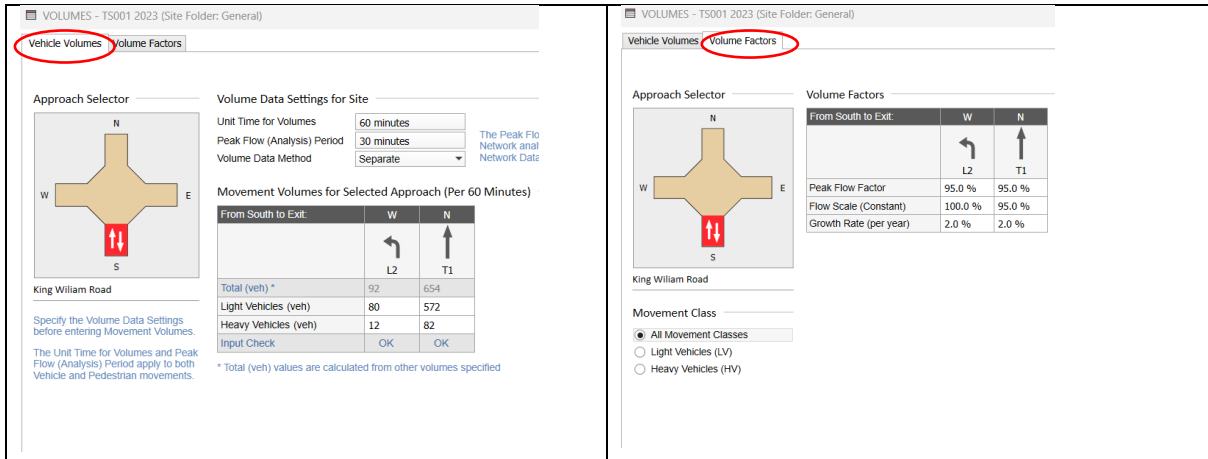 VOLUMES - TS001 2023 (Site Folder: General)
Vehicle Volumes
Volume Factors
Approach Selector
N
W
E
S
King Wiliam Road
Specify the Volume Data Settings
before entering Movement Volumes.
The Unit Time for Volumes and Peak
Flow (Analysis) Period apply to both
Vehicle and Pedestrian movements.
Volume Data Settings for Site
Unit Time for Volumes 60 minutes
Peak Flow (Analysis) Period 30 minutes
Volume Data Method Separate
The Peak Flo
Network anal
Network Data
Movement Volumes for Selected Approach (Per 60 Minutes)
From South to Exit: W N
L2 T1
Total (veh) * 92 654
Light Vehicles (veh) 80 572
Heavy Vehicles (veh) 12 82
Input Check OK OK
* Total (veh) values are calculated from other volumes specified
VOLUMES - TS001 2023 (Site Folder: General)
Vehicle Volumes
Volume Factors
Approach Selector
N
W
E
S
King Wiliam Road
Movement Class
All Movement Classes
Light Vehicles (LV)
Heavy Vehicles (HV)
Volume Factors
From South to Exit: W N
L2 T1
Peak Flow Factor 95.0 % 95.0 %
Flow Scale (Constant) 100.0 % 95.0 %
Growth Rate (per year) 2.0 % 2.0 %